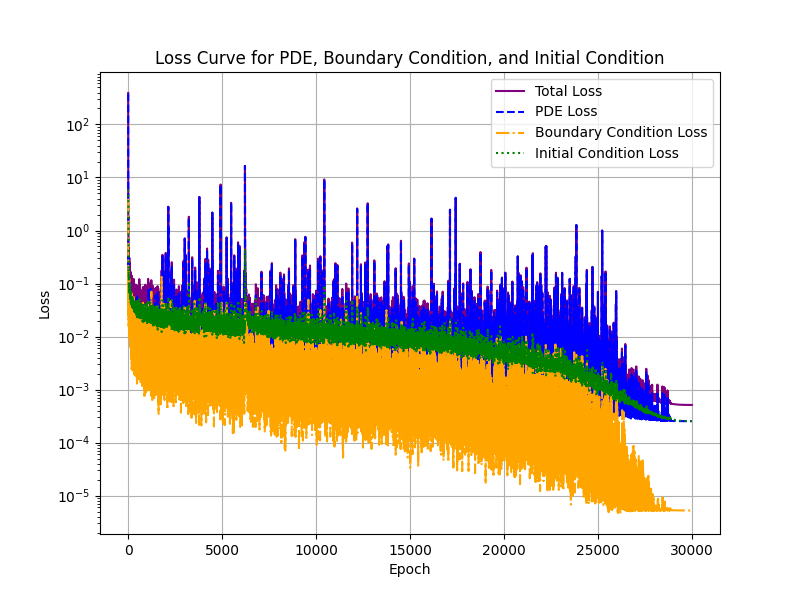 Loss Curve for PDE, Boundary Condition, and Initial Condition
Total Loss
PDE Loss
Boundary Condition Loss
Initial Condition Loss
10²
10¹
10⁰
10⁻¹
10⁻²
10⁻³
10⁻⁴
10⁻⁵
Loss
0 5000 10000 15000 20000 25000 30000
Epoch